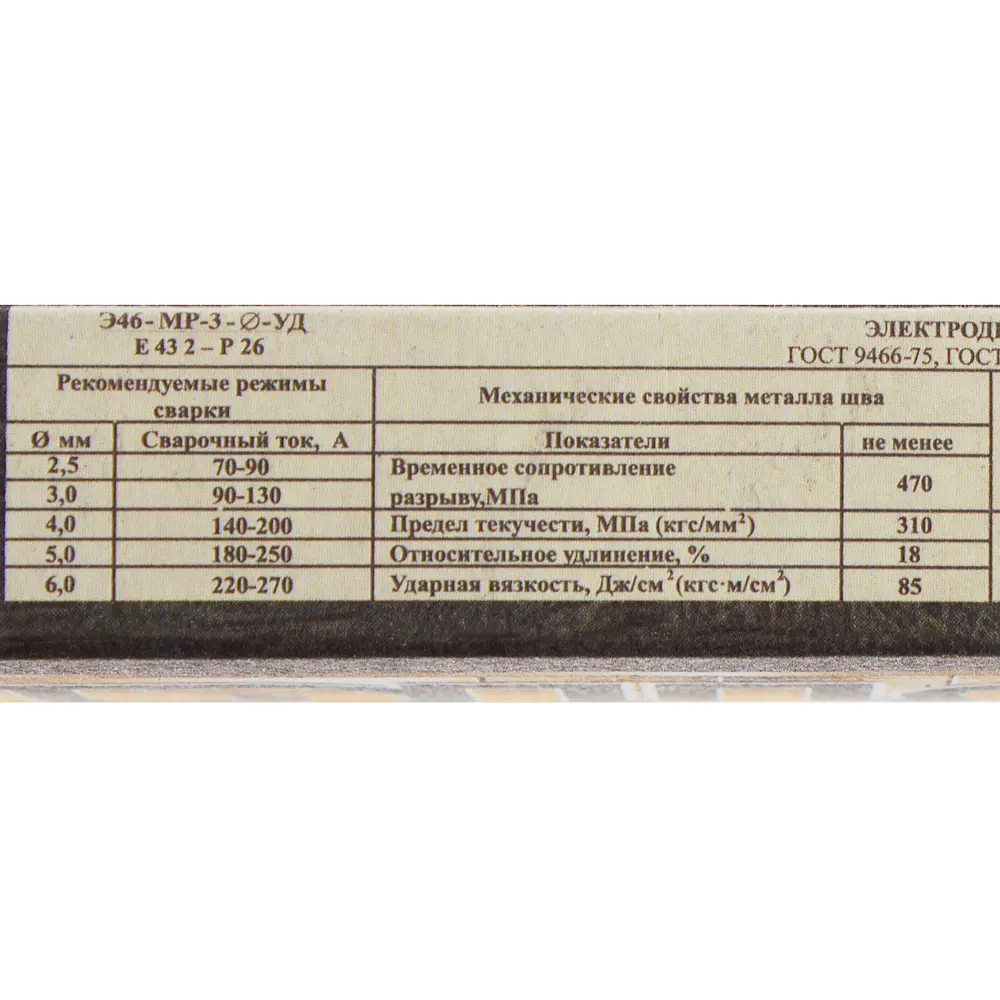 Э46-МР-3-∅-УД
Е 43 2 – Р 26
ГОСТ 9466-75,
Рекомендуемые режимы
сварки
Механические свойства металла шва
Ø мм Сварочный ток, А Показатели не менее
2,5 70-90 Временное сопротивление
3,0 90-130 разрыву,МПа 470
4,0 140-200 Предел текучести, МПа (кгс/мм²) 310
5,0 180-250 Относительное удлинение, % 18
6,0 220-270 Ударная вязкость, Дж/см²(кгс·м/см²) 85